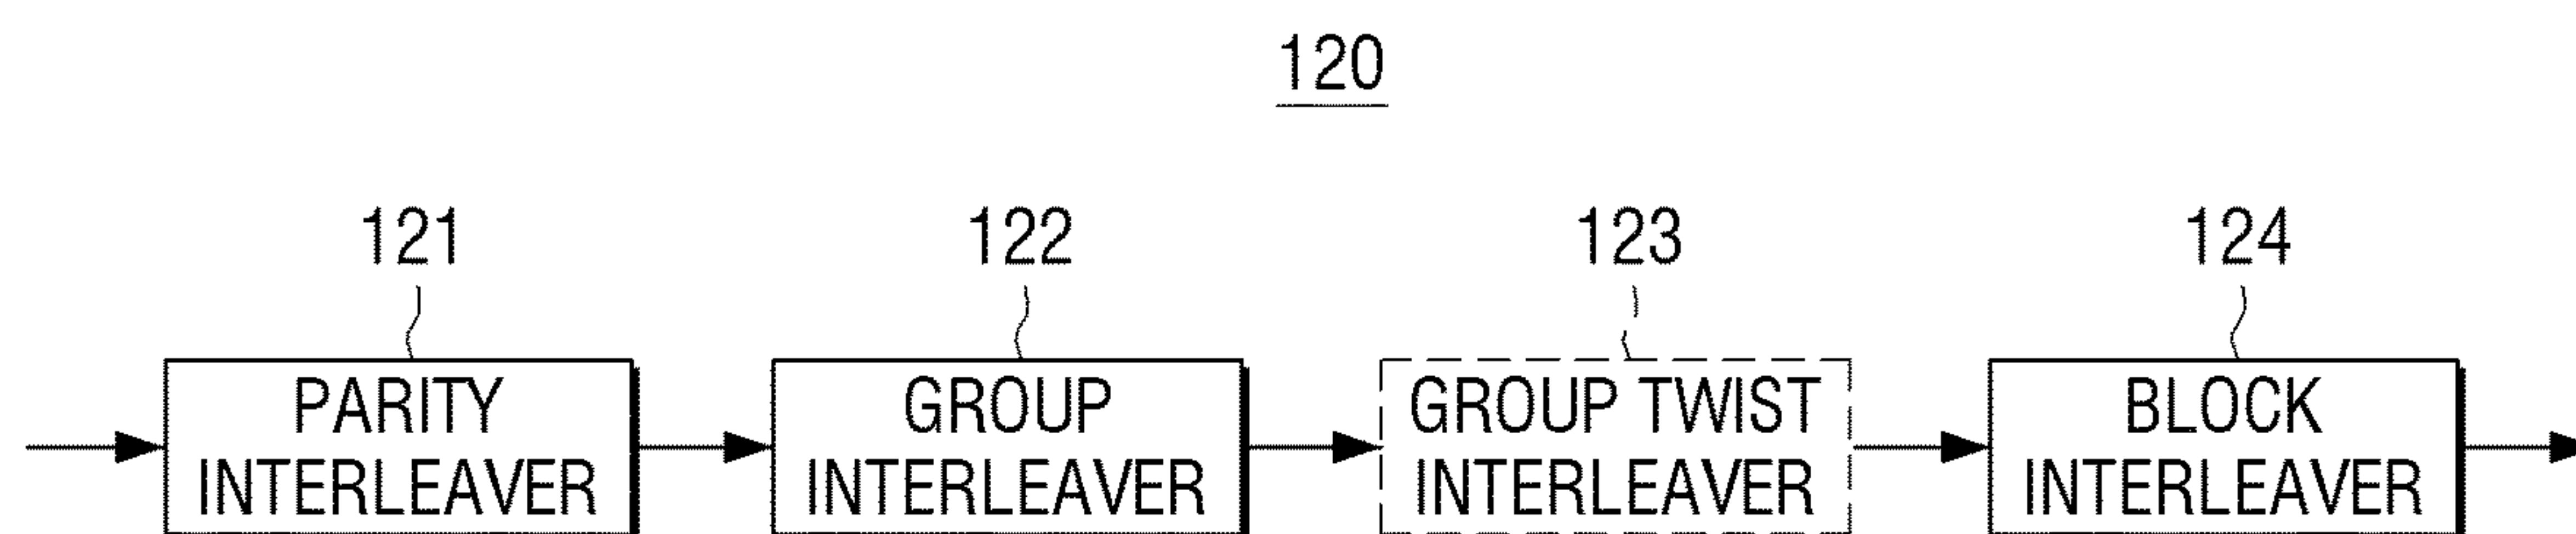 120
121
122
123
124
PARITY
INTERLEAVER
GROUP
INTERLEAVER
GROUP TWIST
INTERLEAVER
BLOCK
INTERLEAVER